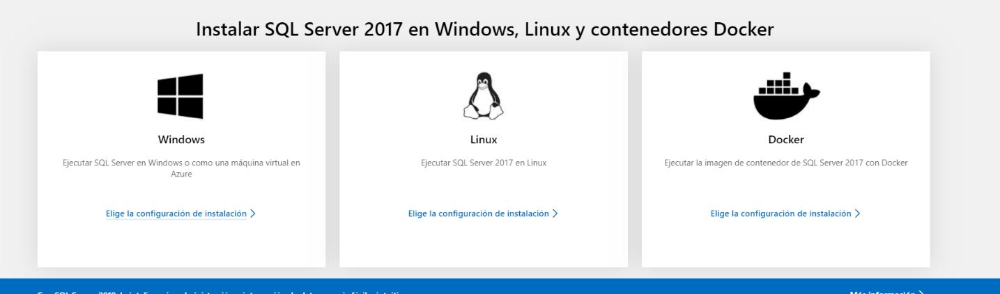 Instalar SQL Server 2017 en Windows, Linux y contenedores Docker
Windows
Ejecutar SQL Server en Windows o como una máquina virtual en
Azure
Elige la configuración de instalación
Linux
Ejecutar SQL Server 2017 en Linux
Elige la configuración de instalación
Docker
Ejecutar la imagen de contenedor de SQL Server 2017 con Docker
Elige la configuración de instalación
Más información